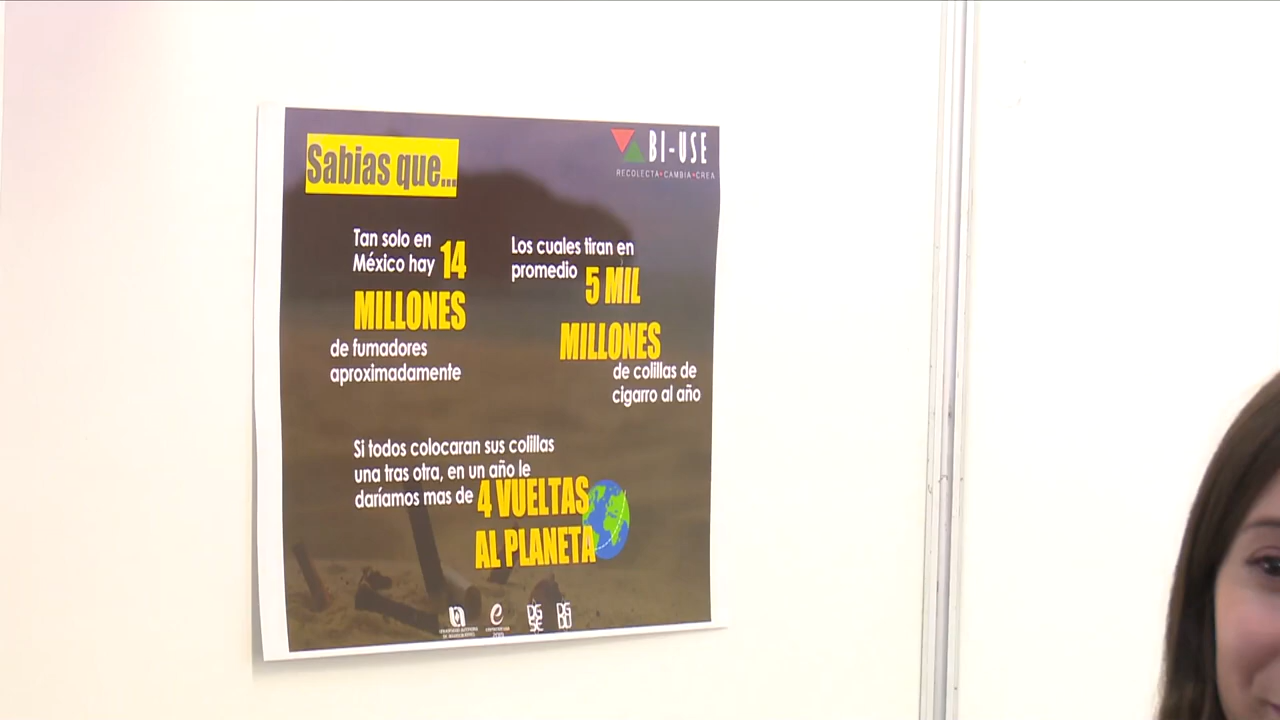 Sabias que...
BI-USE
RECOLECTA•CAMBIA•CREA
Tan solo en
México hay 14
MILLONES
de fumadores
aproximadamente
Los cuales tiran en
promedio 5 MIL
MILLONES
de colillas de
cigarro al año
Si todos colocaran sus colillas
una tras otra, en un año le
daríamos mas de 4 VUELTAS
AL PLANETA